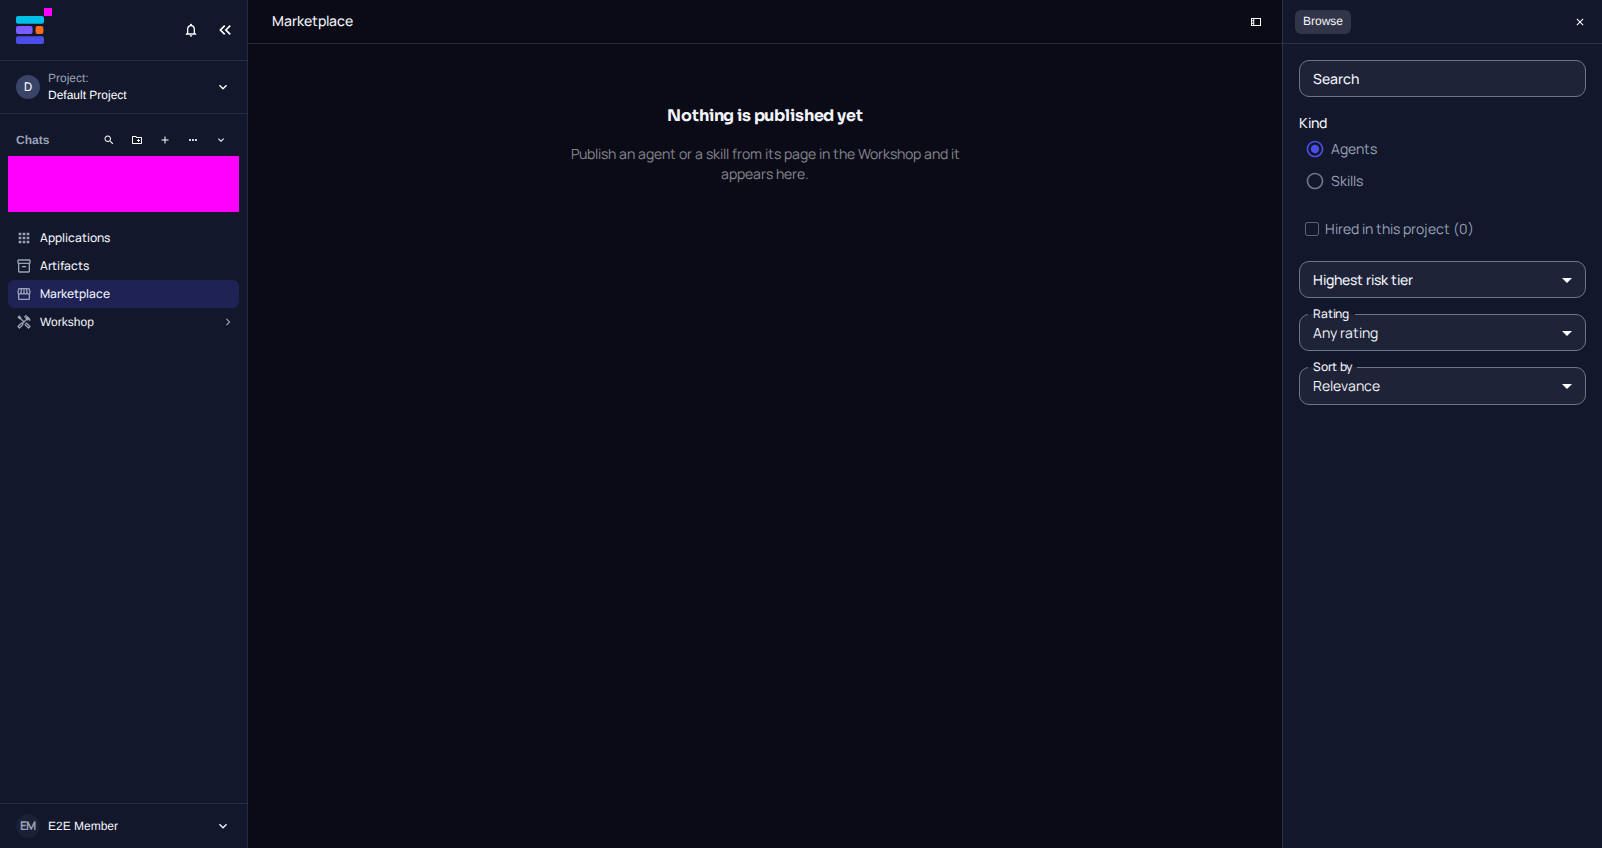 Project:
D
Default Project
Chats
Applications
Artifacts
Marketplace
Workshop
EM
E2E Member
Marketplace
Nothing is published yet
Publish an agent or a skill from its page in the Workshop and it
appears here.
Browse
Search
Kind
Agents
Skills
Hired in this project (0)
Highest risk tier
Rating
Any rating
Sort by
Relevance